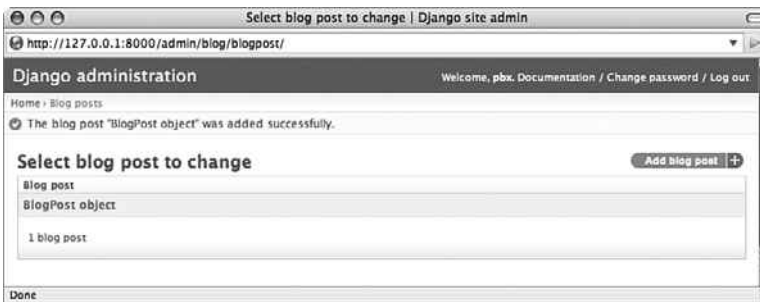 Select blog post to change | Django site admin
http://127.0.0.1:8000/admin/blog/blogpost/
Django administration
Welcome, pbx. Documentation / Change password / Log out
Home › Blog posts
The blog post "BlogPost object" was added successfully.
Select blog post to change
Add blog post +
Blog post
BlogPost object
1 blog post
Done